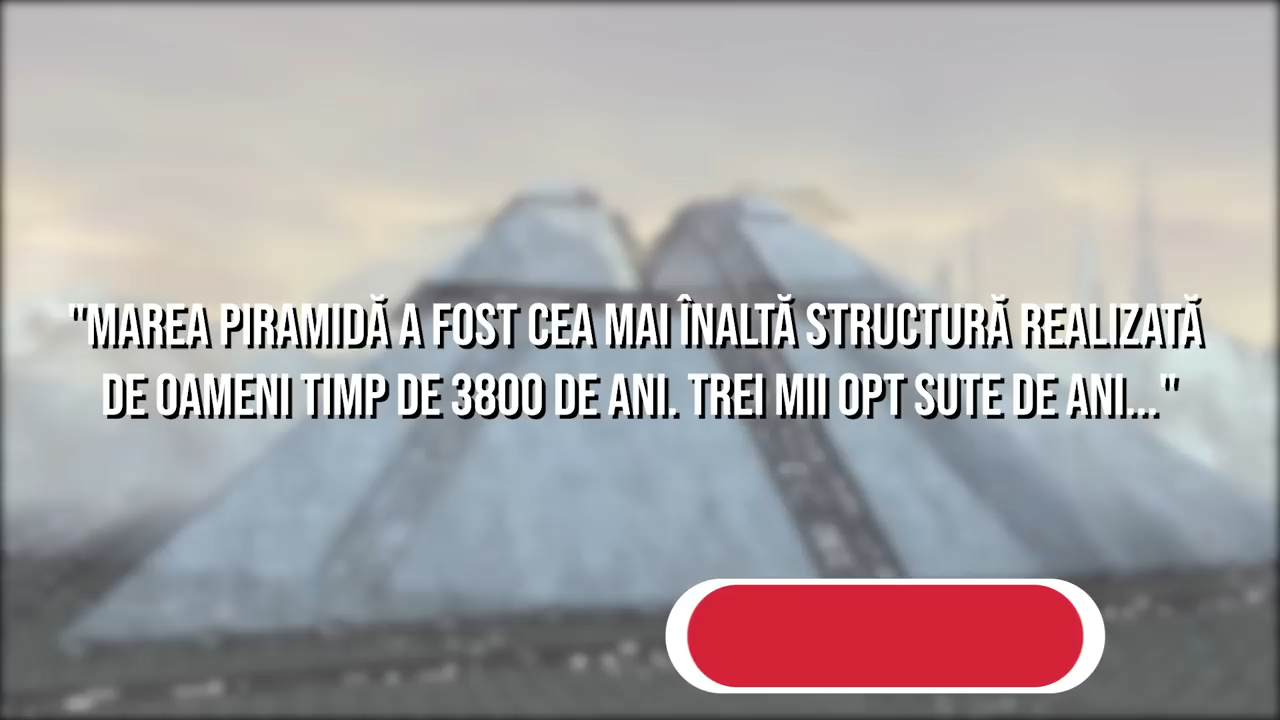 "MAREA PIRAMIDĂ A FOST CEA MAI ÎNALTĂ STRUCTURĂ REALIZATĂ
DE OAMENI TIMP DE 3800 DE ANI. TREI MII OPT SUTE DE ANI..."